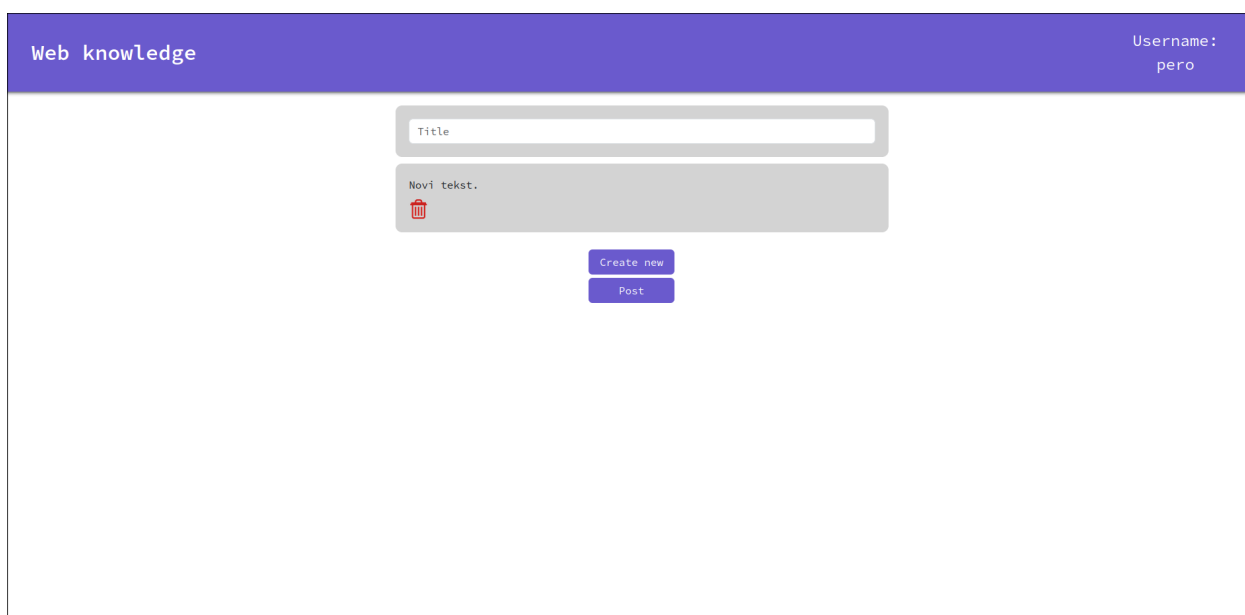 Web knowledge
Username:
pero
Title
Novi tekst.
Create new
Post